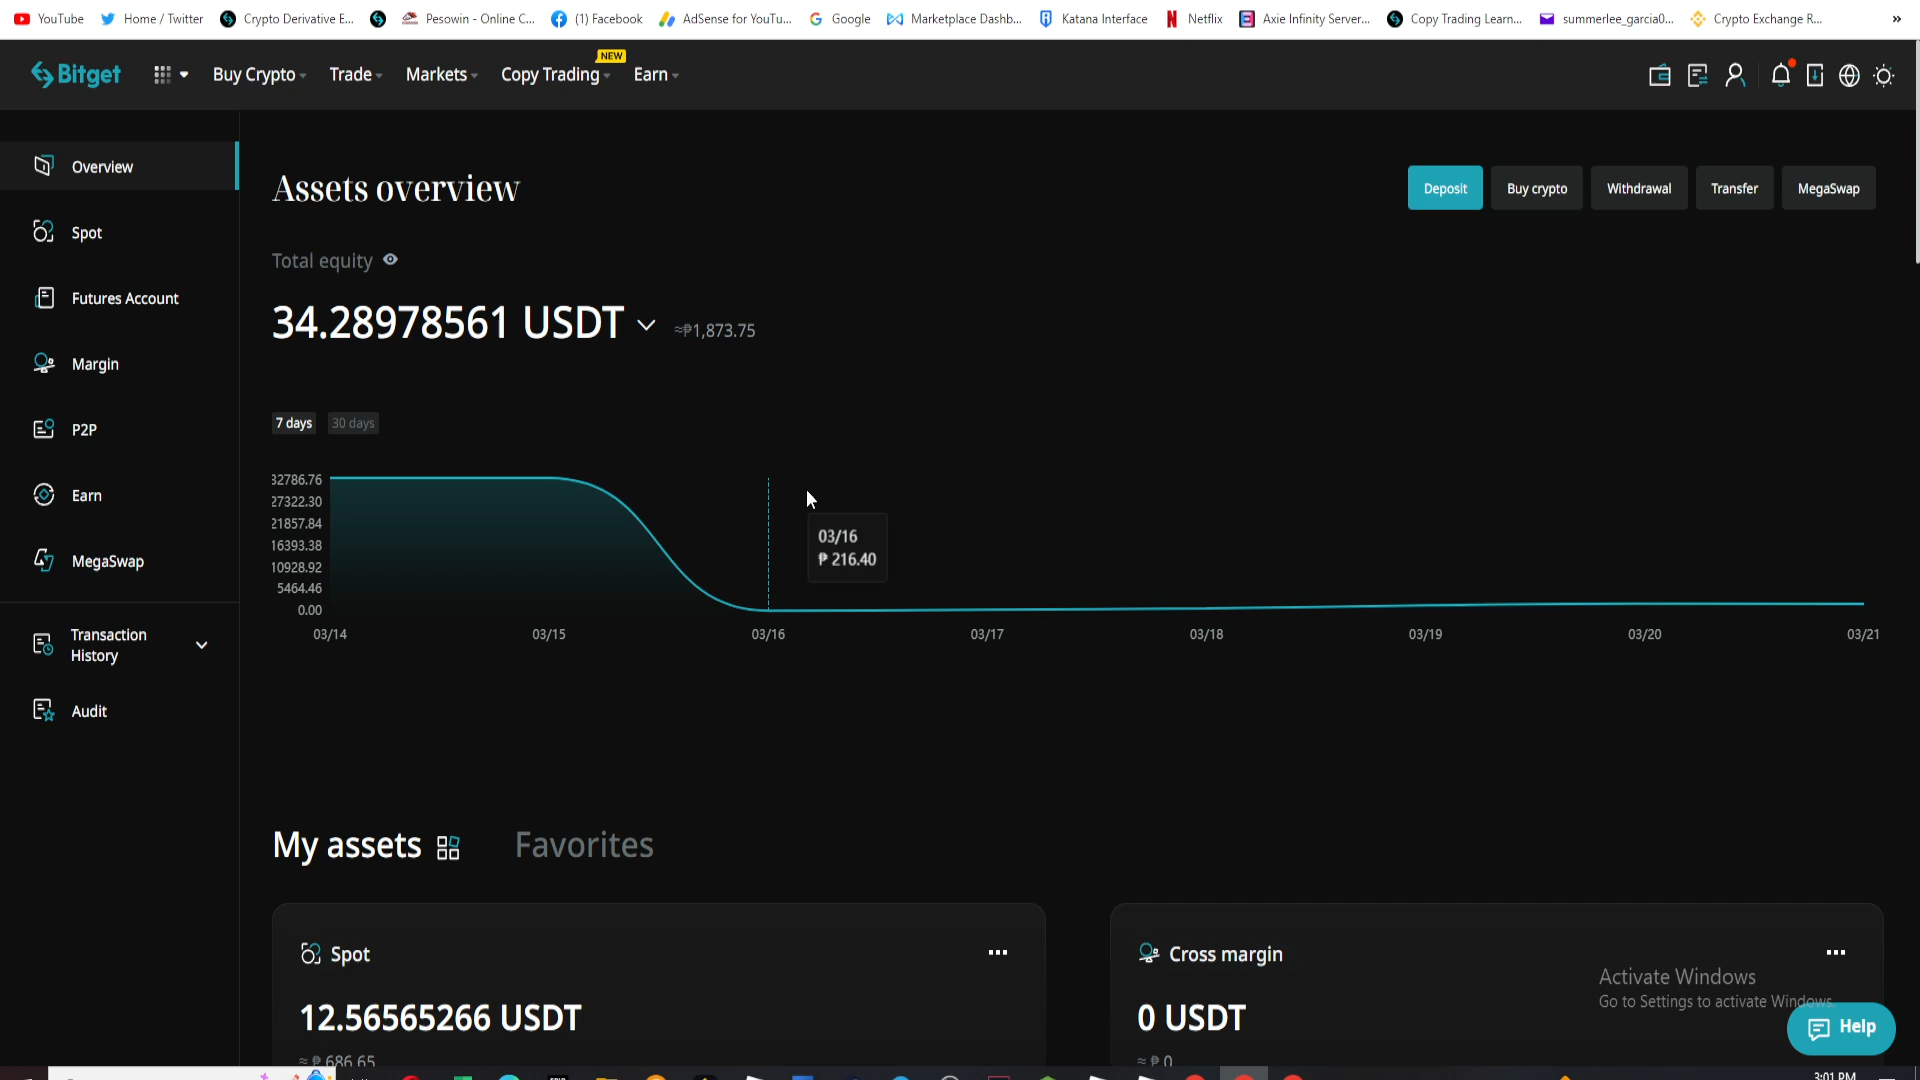 YouTube Home / Twitter Crypto Derivative E... Pesowin - Online C... (1) Facebook AdSense for YouTu... Google Marketplace Dashb... Katana Interface Netflix Axie Infinity Server... Copy Trading Learn... summerlee_garcia0... Crypto Exchange R... »
NEW
Bitget Buy Crypto Trade Markets Copy Trading Earn
Overview
Spot
Futures Account
Margin
P2P
Earn
MegaSwap
Transaction
History
Audit
Assets overview
Deposit Buy crypto Withdrawal Transfer MegaSwap
Total equity
34.28978561 USDT ≈₱1,873.75
7 days 30 days
32786.76
27322.30
21857.84
16393.38
10928.92
5464.46
0.00
03/16
₱ 216.40
03/14 03/15 03/16 03/17 03/18 03/19 03/20 03/21
My assets Favorites
Spot
12.56565266 USDT
≈ ₱ 686.65
Cross margin
0 USDT
≈ ₱ 0
Activate Windows
Go to Settings to activate Windows.
Help
3:01 PM